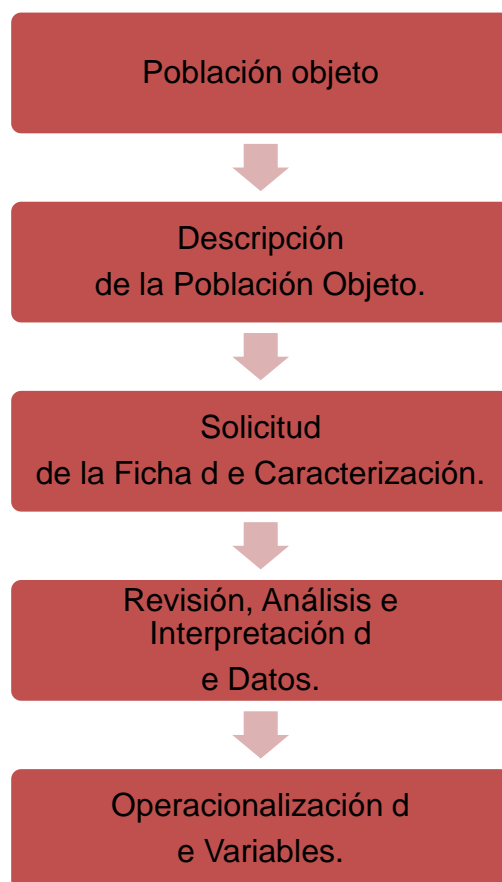 Población objeto
Descripción
de la Población Objeto.
Solicitud
de la Ficha d e Caracterización.
Revisión, Análisis e
Interpretación d
e Datos.
Operacionalización d
e Variables.